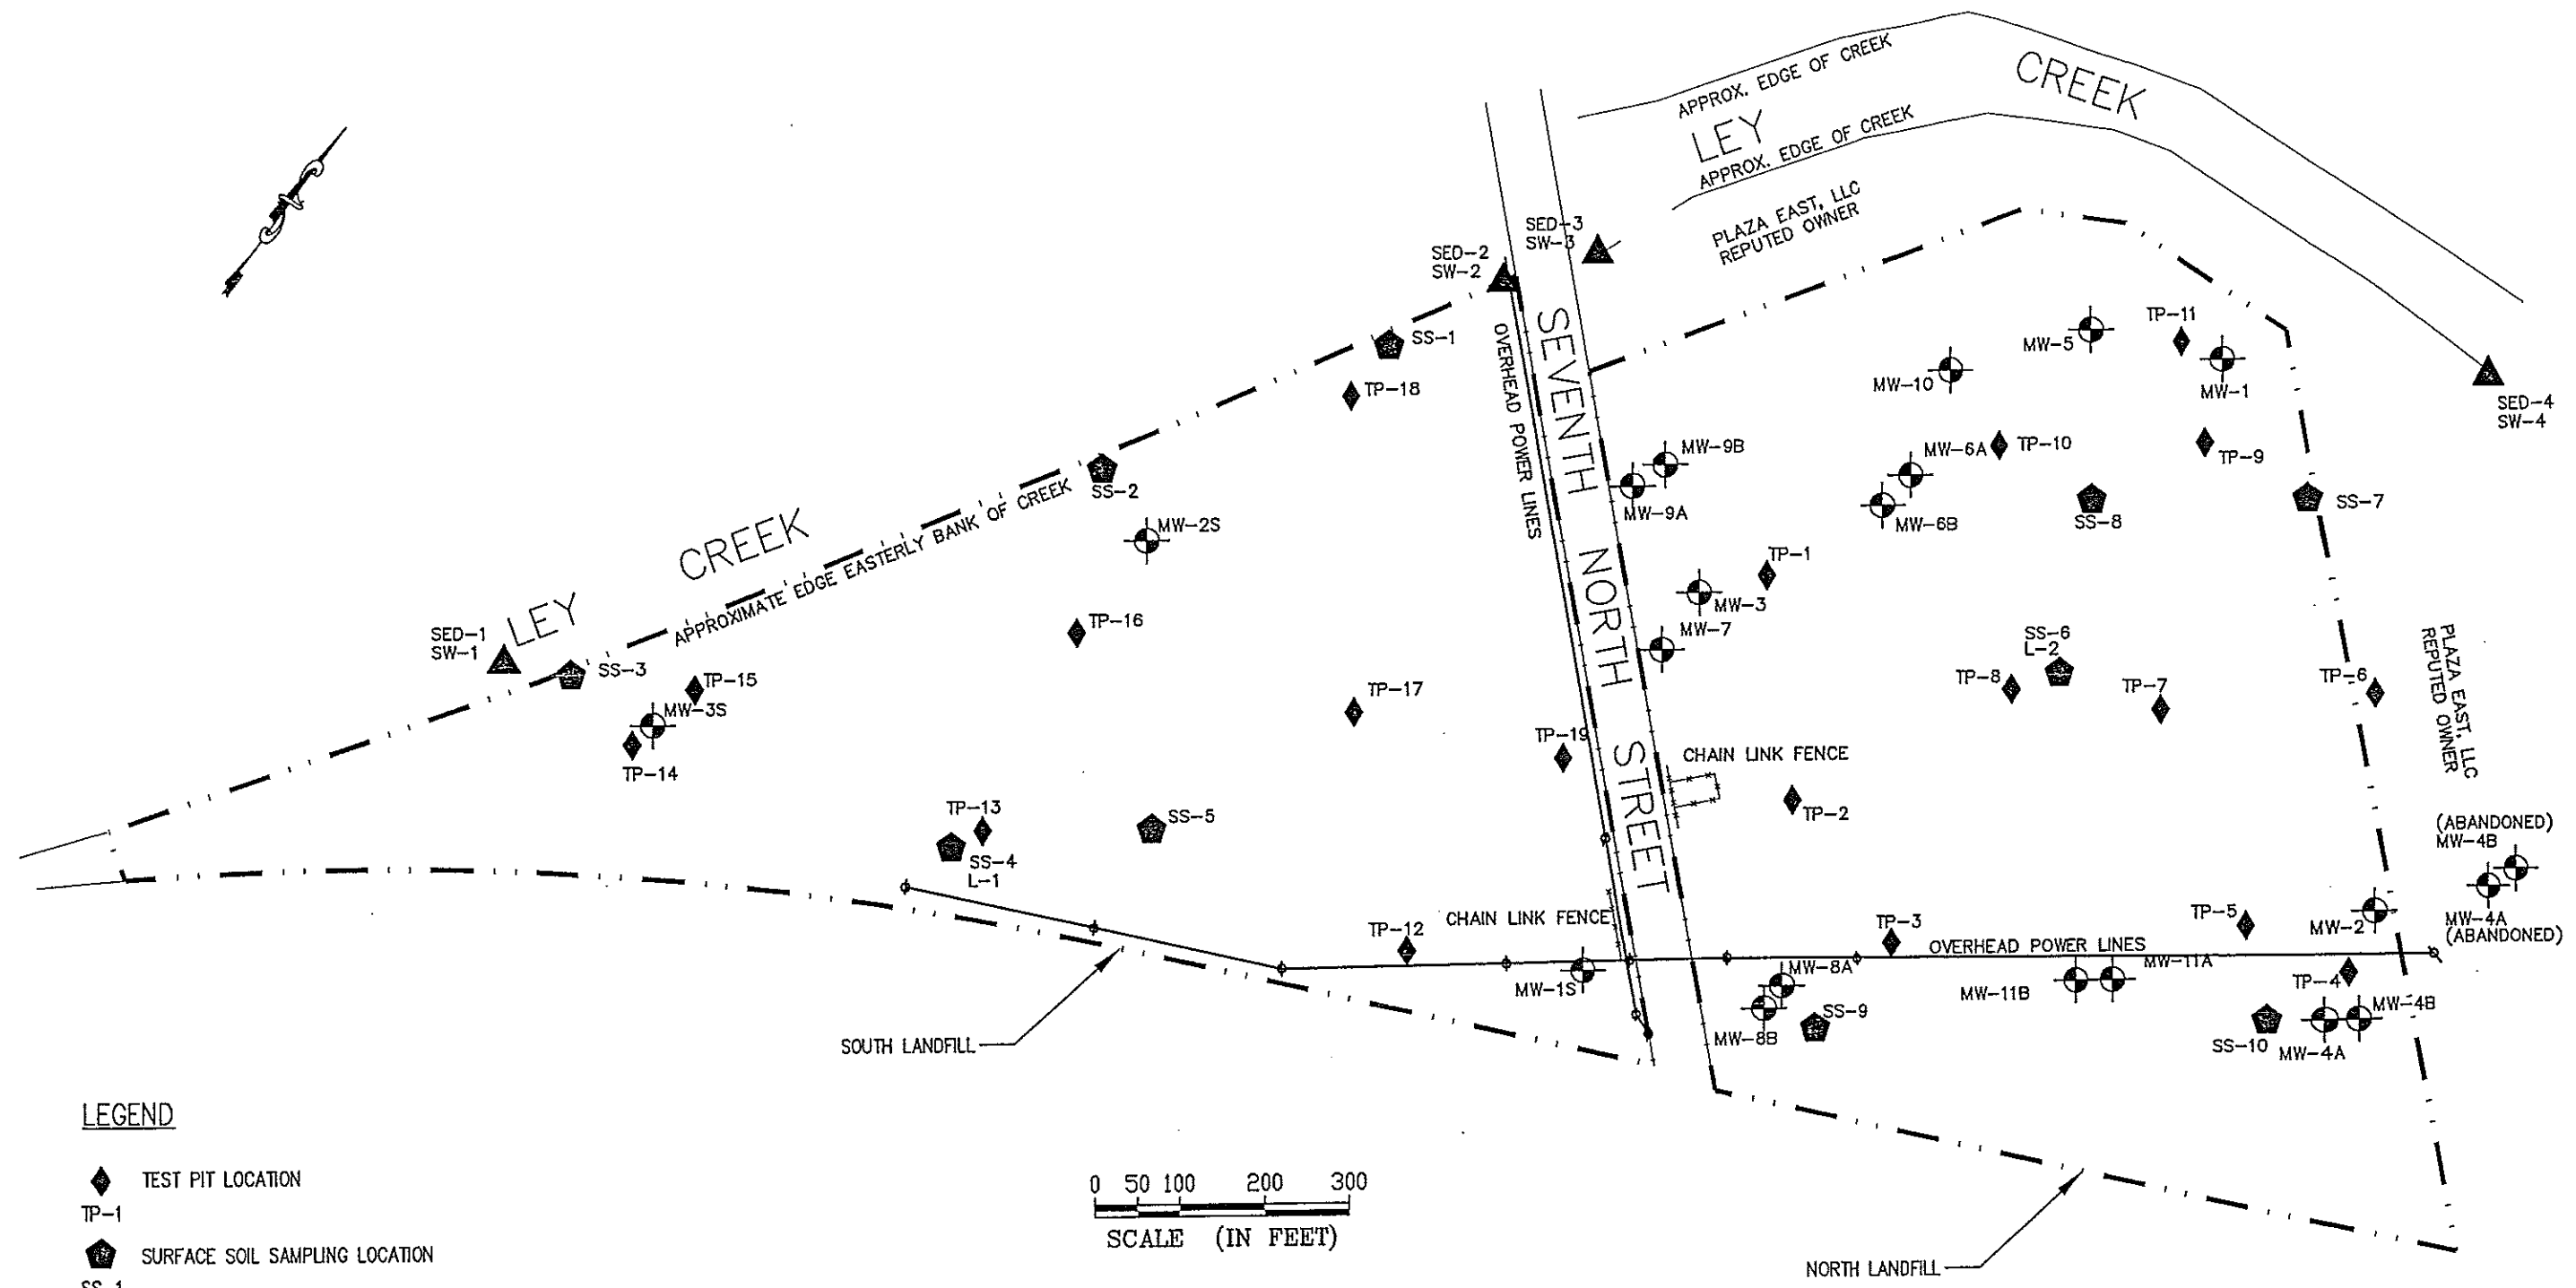 APPROX. EDGE OF CREEK
CREEK
LEY
APPROX. EDGE OF CREEK
PLAZA EAST, LLC
REPUTED OWNER
SED-3
SW-3
SED-2
SW-2
SS-1
TP-18
OVERHEAD POWER LINES
SEVENTH NORTH STREET
MW-5
TP-11
MW-10
MW-1
SED-4
SW-4
MW-9B
MW-9A
MW-6A
MW-6B
TP-10
TP-9
SS-8
SS-7
SS-2
MW-2S
CREEK
LEY
APPROXIMATE EDGE EASTERLY BANK OF CREEK
SED-1
SW-1
SS-3
TP-15
MW-3S
TP-14
TP-16
TP-17
TP-19
TP-1
MW-3
MW-7
SS-6
L-2
TP-8
TP-7
TP-6
PLAZA EAST, LLC
REPUTED OWNER
CHAIN LINK FENCE
TP-2
TP-13
SS-4
L-1
SS-5
(ABANDONED)
MW-4B
MW-4A
(ABANDONED)
TP-12
CHAIN LINK FENCE
MW-1S
TP-3
OVERHEAD POWER LINES
TP-5
MW-2
MW-8A
MW-8B
SS-9
MW-11B
MW-11A
TP-4
MW-4B
SS-10
MW-4A
SOUTH LANDFILL
NORTH LANDFILL
LEGEND
TEST PIT LOCATION
TP-1
SURFACE SOIL SAMPLING LOCATION
SS-1
0 50 100 200 300
SCALE (IN FEET)